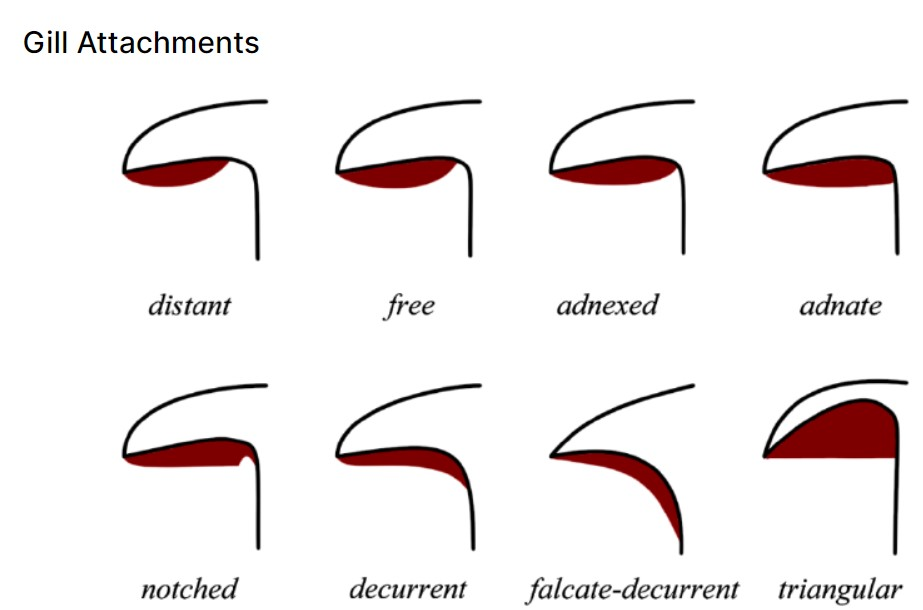 Gill Attachments
distant free adnexed adnate
notched decurrent falcate-decurrent triangular